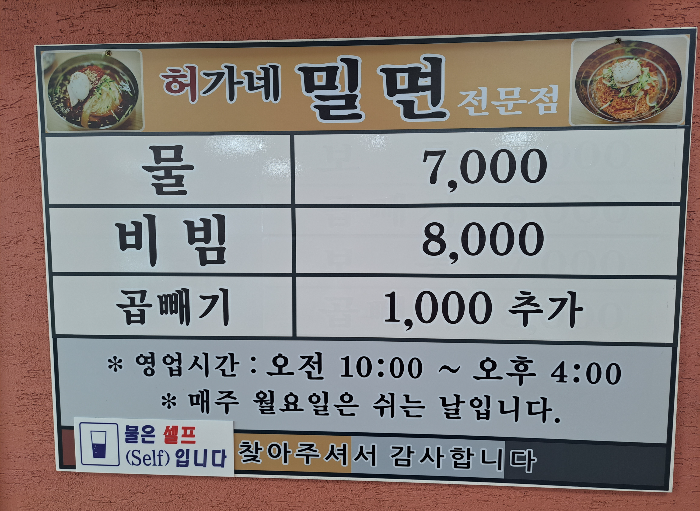 허가네 밀면 전문점
물 7,000
비빔 8,000
곱빼기 1,000 추가
* 영업시간 : 오전 10:00 ~ 오후 4:00
* 매주 월요일은 쉬는 날입니다.
물은 셀프
(Self) 입니다
찾아주셔서 감사합니다